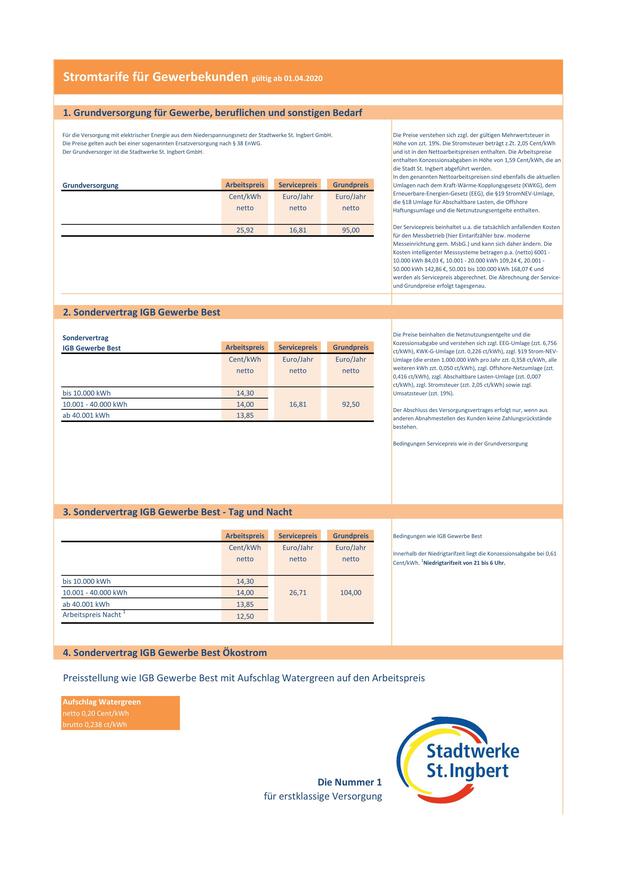 Stromtarife für Gewerbekunden gültig ab 01.04.2020
1. Grundversorgung für Gewerbe, beruflichen und sonstigen Bedarf
Für die Versorgung mit elektrischer Energie aus dem Niederspannungsnetz der Stadtwerke St. Ingbert GmbH.
Die Preise gelten auch bei einer sogenannten Ersatzversorgung nach § 38 EnWG.
Der Grundversorger ist die Stadtwerke St. Ingbert GmbH.
Grundversorgung Arbeitspreis Servicepreis Grundpreis
Cent/kWh Euro/Jahr Euro/Jahr
netto netto netto
25,92 16,81 95,00
Die Preise verstehen sich zzgl. der gültigen Mehrwertsteuer in
Höhe von zzt. 19%. Die Stromsteuer beträgt z.Zt. 2,05 Cent/kWh
und ist in den Nettoarbeitspreisen enthalten. Die Arbeitspreise
enthalten Konzessionsabgaben in Höhe von 1,59 Cent/kWh, die an
die Stadt St. Ingbert abgeführt werden.
In den genannten Nettoarbeitspreisen sind ebenfalls die aktuellen
Umlagen nach dem Kraft-Wärme-Kopplungsgesetz (KWKG), dem
Erneuerbare-Energien-Gesetz (EEG), die §19 StromNEV-Umlage,
die §18 Umlage für Abschaltbare Lasten, die Offshore
Haftungsumlage und die Netznutzungsentgelte enthalten.
Der Servicepreis beinhaltet u.a. die tatsächlich anfallenden Kosten
für den Messbetrieb (hier Eintarifzähler bzw. moderne
Messeinrichtung gem. MsbG.) und kann sich daher ändern. Die
Kosten intelligenter Messsysteme betragen p.a. (netto) 6001 -
10.000 kWh 84,03 €, 10.001 - 20.000 kWh 109,24 €, 20.001 -
50.000 kWh 142,86 €, 50.001 bis 100.000 kWh 168,07 € und
werden als Servicepreis abgerechnet. Die Abrechnung der Service-
und Grundpreise erfolgt tagesgenau.
2. Sondervertrag IGB Gewerbe Best
Sondervertrag
IGB Gewerbe Best Arbeitspreis Servicepreis Grundpreis
Cent/kWh Euro/Jahr Euro/Jahr
netto netto netto
bis 10.000 kWh 14,30
10.001 - 40.000 kWh 14,00 16,81 92,50
ab 40.001 kWh 13,85
Die Preise beinhalten die Netznutzungsentgelte und die
Kozessionsabgabe und verstehen sich zzgl. EEG-Umlage (zzt. 6,756
ct/kWh), KWK-G-Umlage (zzt. 0,226 ct/kWh), zzgl. §19 Strom-NEV-
Umlage (die ersten 1.000.000 kWh pro Jahr zzt. 0,358 ct/kWh, alle
weiteren kWh zzt. 0,050 ct/kWh), zzgl. Offshore-Netzumlage (zzt.
0,416 ct/kWh), zzgl. Abschaltbare Lasten-Umlage (zzt. 0,007
ct/kWh), zzgl. Stromsteuer (zzt. 2,05 ct/kWh) sowie zzgl.
Umsatzsteuer (zzt. 19%).
Der Abschluss des Versorgungsvertrages erfolgt nur, wenn aus
anderen Abnahmestellen des Kunden keine Zahlungsrückstände
bestehen.
Bedingungen Servicepreis wie in der Grundversorgung
3. Sondervertrag IGB Gewerbe Best - Tag und Nacht
Arbeitspreis Servicepreis Grundpreis
Cent/kWh Euro/Jahr Euro/Jahr
netto netto netto
bis 10.000 kWh 14,30
10.001 - 40.000 kWh 14,00 26,71 104,00
ab 40.001 kWh 13,85
Arbeitspreis Nacht ¹ 12,50
Bedingungen wie IGB Gewerbe Best
Innerhalb der Niedrigtarifzeit liegt die Konzessionsabgabe bei 0,61
Cent/kWh. ¹Niedrigtarifzeit von 21 bis 6 Uhr.
4. Sondervertrag IGB Gewerbe Best Ökostrom
Preisstellung wie IGB Gewerbe Best mit Aufschlag Watergreen auf den Arbeitspreis
Aufschlag Watergreen
netto 0,20 Cent/kWh
brutto 0,238 ct/kWh
Die Nummer 1
für erstklassige Versorgung
Stadtwerke
St. Ingbert